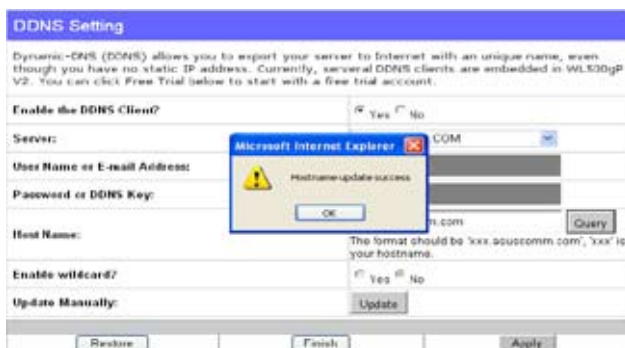 DDNS Setting
Dynamic-DNS (DDNS) allows you to export your server to Internet with an unique name, even
though you have no static IP address. Currently, serveral DDNS clients are embedded in WL500gP
V2. You can click Free Trial below to start with a free trial account.
Enable the DDNS Client?
Yes No
Server:
COM
Microsoft Internet Explorer
Hostname update success
OK
User Name or E-mail Address:
Password or DDNS Key:
Host Name:
.com
Query
The format should be 'xxx.asuscomm.com', 'xxx' is
your hostname.
Enable wildcard?
Yes No
Update Manually:
Update
Restore
Finish
Apply